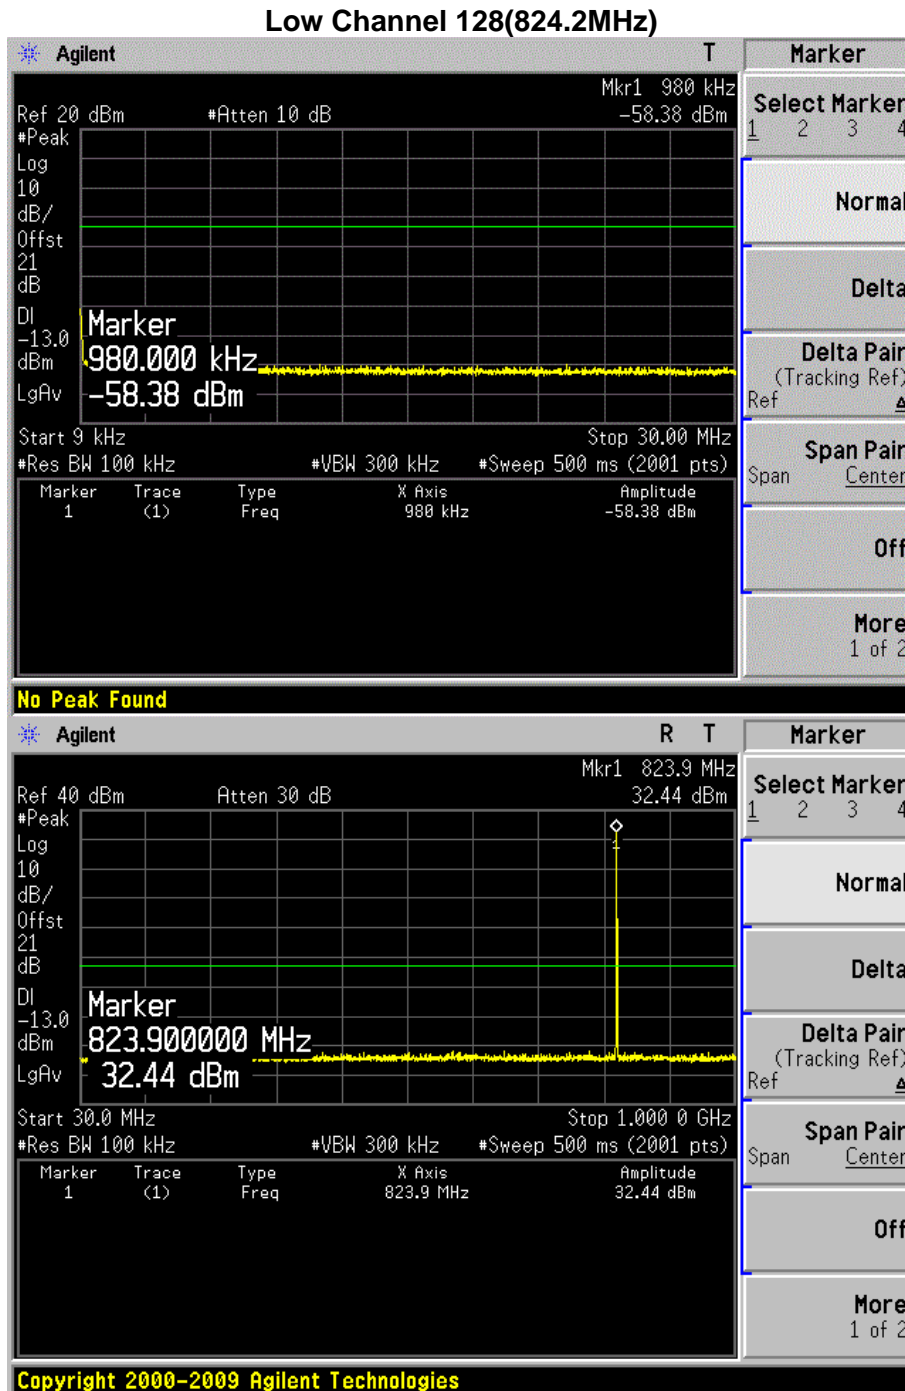 Low Channel 128(824.2MHz)
Agilent T Marker
Mkr1 980 kHz
Ref 20 dBm #Atten 10 dB -58.38 dBm
Select Marker
1 2 3 4
#Peak
Log
10
dB/
Offst
21
dB
DI
-13.0
dBm
LgAv
Marker
980.000 kHz
-58.38 dBm
Normal
Delta
Delta Pair
(Tracking Ref)
Ref Δ
Span Pair
Span Center
Off
More
1 of 2
Start 9 kHz Stop 30.00 MHz
#Res BW 100 kHz #VBW 300 kHz #Sweep 500 ms (2001 pts)
Marker Trace Type X Axis Amplitude
1 (1) Freq 980 kHz -58.38 dBm
No Peak Found
Agilent R T Marker
Mkr1 823.9 MHz
Ref 40 dBm Atten 30 dB 32.44 dBm
Select Marker
1 2 3 4
#Peak
Log
10
dB/
Offst
21
dB
DI
-13.0
dBm
LgAv
1
Marker
823.900000 MHz
32.44 dBm
Normal
Delta
Delta Pair
(Tracking Ref)
Ref Δ
Span Pair
Span Center
Off
More
1 of 2
Start 30.0 MHz Stop 1.000 0 GHz
#Res BW 100 kHz #VBW 300 kHz #Sweep 500 ms (2001 pts)
Marker Trace Type X Axis Amplitude
1 (1) Freq 823.9 MHz 32.44 dBm
Copyright 2000-2009 Agilent Technologies